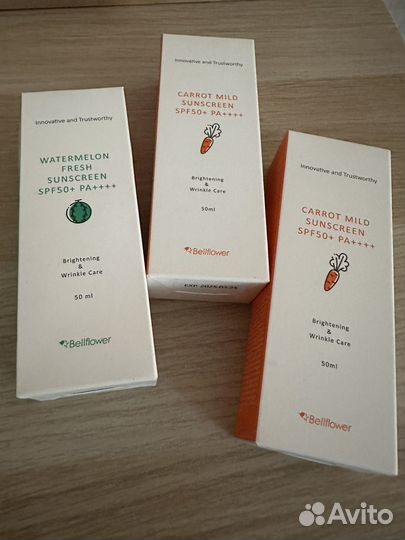 Innovative and Trustworthy
WATERMELON
FRESH
SUNSCREEN
SPF50+ PA++++
Brightening
&
Wrinkle Care
50 ml
Bellflower
Innovative and Trustworthy
CARROT MILD
SUNSCREEN
SPF50+ PA++++
Brightening
&
Wrinkle Care
50ml
Bellflower
Innovative and Trustworthy
CARROT MILD
SUNSCREEN
SPF50+ PA++++
Brightening
&
Wrinkle Care
50ml
Bellflower
Avito